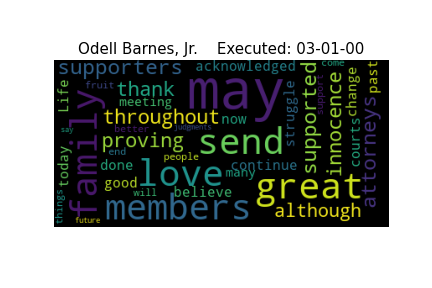 Odell Barnes, Jr. Executed: 03-01-00
supporters acknowledged come
Life fruit thank may past
meeting supported support change
throughout now struggle innocence
family say better judgments courts attorneys
proving send
today end people
done love continue
good many
will believe great
things members although
future